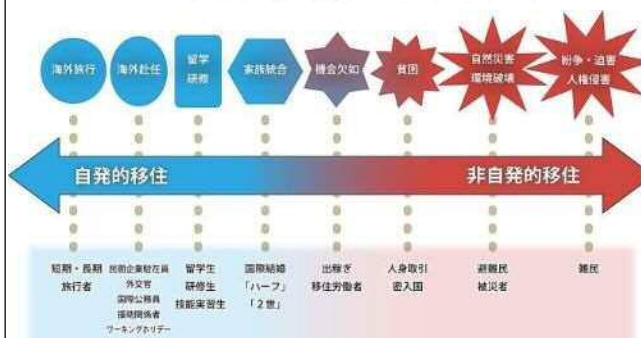 海外旅行
海外赴任
留学
研修
家族統合
機会欠如
貧困
自然災害
環境破壊
紛争・迫害
人権侵害
自発的移住
非自発的移住
短期・長期
旅行者
民間企業駐在員
外交官
国際公務員
援助関係者
ワーキングホリデー
留学生
研修生
技能実習生
国際結婚
「ハーフ」
「2世」
出稼ぎ
移住労働者
人身取引
密入国
避難民
被災者
難民